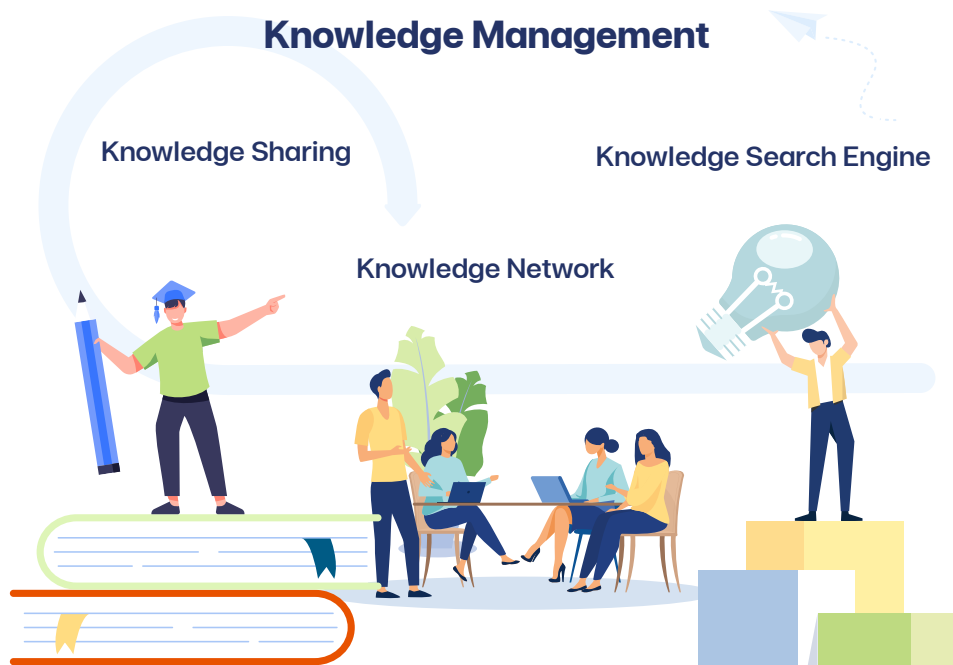 Knowledge Management
Knowledge Sharing
Knowledge Search Engine
Knowledge Network